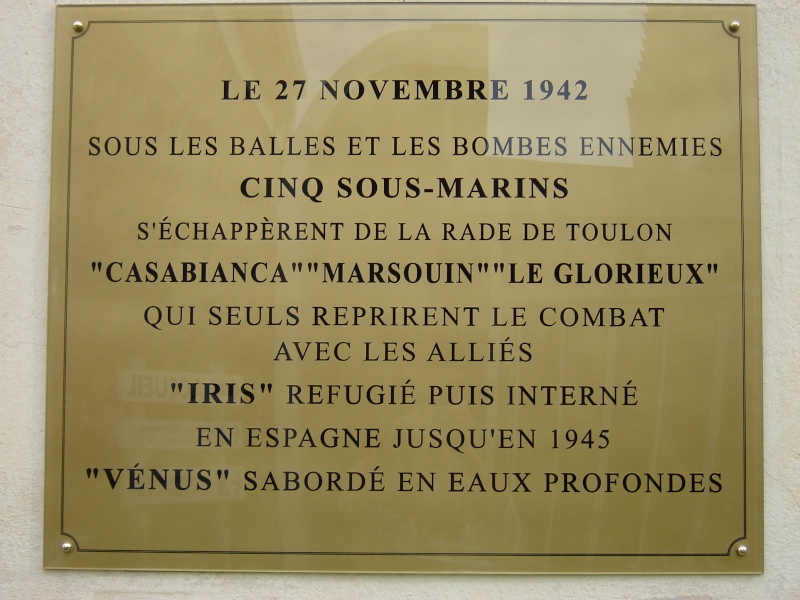 LE 27 NOVEMBRE 1942
SOUS LES BALLES ET LES BOMBES ENNEMIES
CINQ SOUS-MARINS
S'ÉCHAPPÈRENT DE LA RADE DE TOULON
"CASABIANCA""MARSOUIN""LE GLORIEUX"
QUI SEULS REPRIRENT LE COMBAT
AVEC LES ALLIÉS
"IRIS" REFUGIÉ PUIS INTERNÉ
EN ESPAGNE JUSQU'EN 1945
"VÉNUS" SABORDÉ EN EAUX PROFONDES